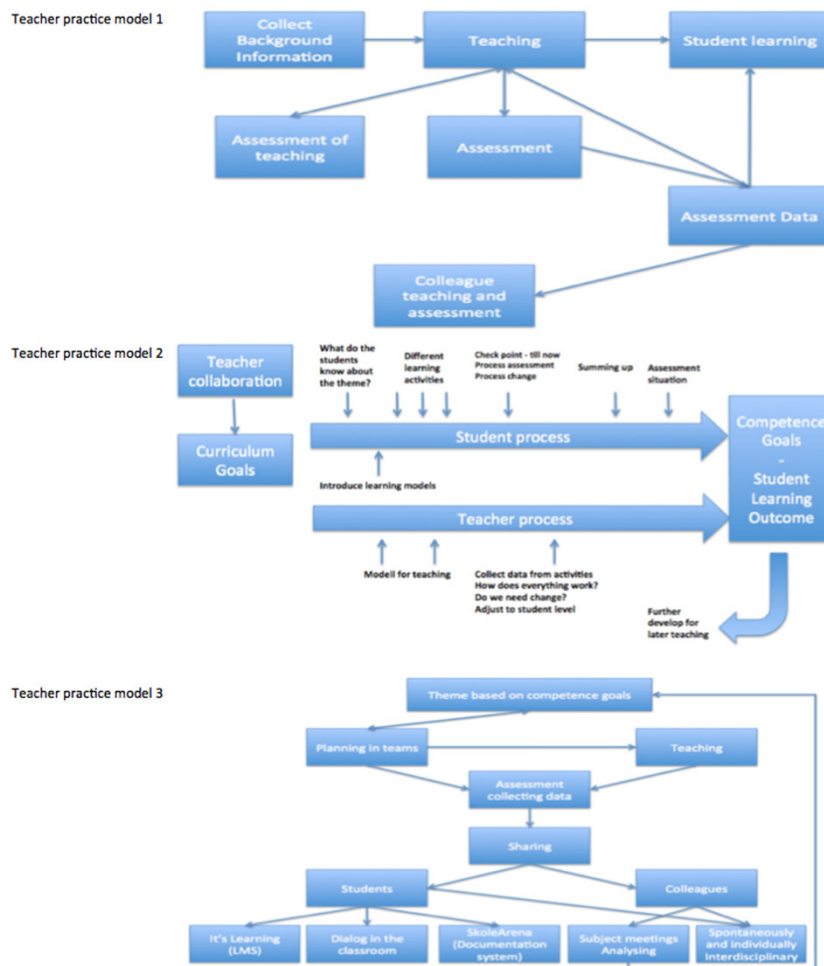 Teacher practice model 1
Collect
Background
Information
Teaching
Student learning
Assessment of
teaching
Assessment
Assessment Data
Colleague
teaching and
assessment
Teacher practice model 2
Teacher
collaboration
Curriculum
Goals
What do the
students
know about
the theme?
Different
learning
activities
Check point - till now
Process assessment
Process change
Summing up
Assessment
situation
Student process
Introduce learning models
Teacher process
Modell for teaching
Collect data from activities
How does everything work?
Do we need change?
Adjust to student level
Competence
Goals
-
Student
Learning
Outcome
Further
develop for
later teaching
Teacher practice model 3
Theme based on competence goals
Planning in teams
Teaching
Assessment
collecting data
Sharing
Students
Colleagues
It's Learning
(LMS)
Dialog in the
classroom
SkoleArena
(Documentation
system)
Subject meetings
Analysing
Spontaneously
and individually
Interdisciplinary